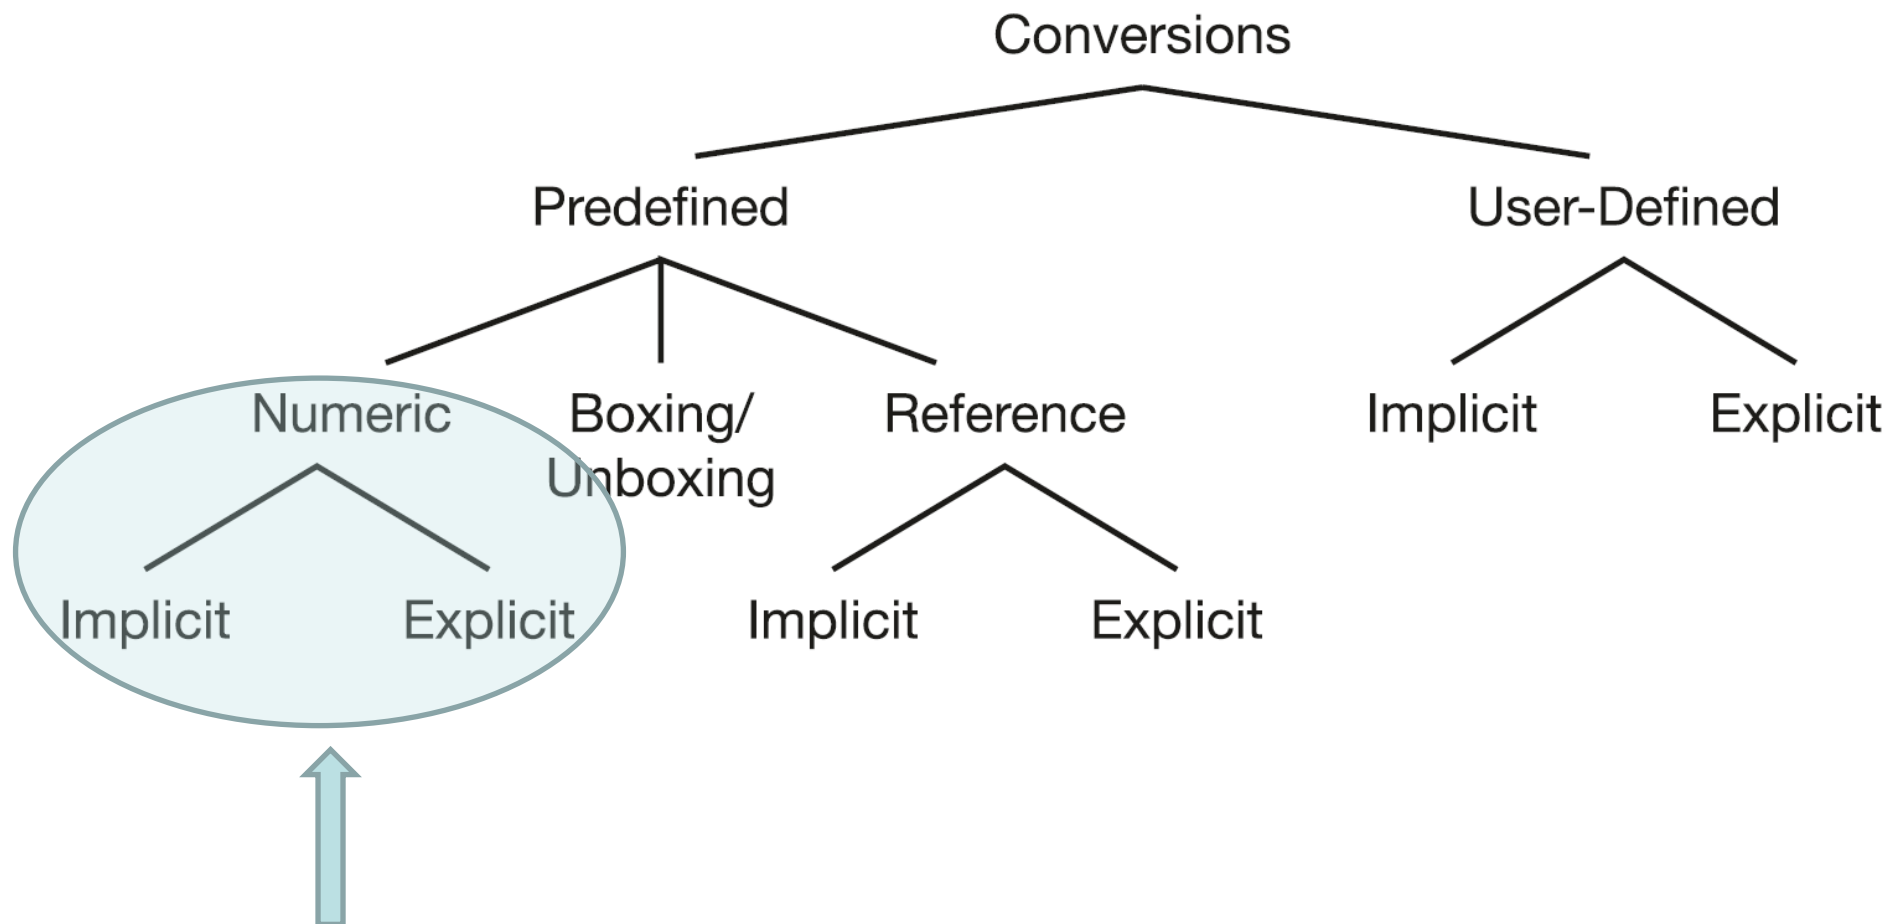 Conversions
Predefined
User-Defined
Numeric
Boxing/
Unboxing
Reference
Implicit
Explicit
Implicit
Explicit
Implicit
Explicit